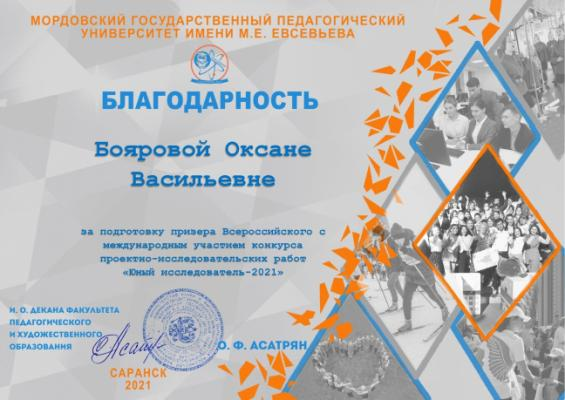 МОРДОВСКИЙ ГОСУДАРСТВЕННЫЙ ПЕДАГОГИЧЕСКИЙ
УНИВЕРСИТЕТ ИМЕНИ М.Е. ЕВСЕВЬЕВА
БЛАГОДАРНОСТЬ
Бояровой Оксане
Васильевне
за подготовку призера Всероссийского с
международным участием конкурса
проектно-исследовательских работ
«Юный исследователь-2021»
И. О. ДЕКАНА ФАКУЛЬТЕТА
ПЕДАГОГИЧЕСКОГО
И ХУДОЖЕСТВЕННОГО
ОБРАЗОВАНИЯ
О. Ф. АСАТРЯН
САРАНСК
2021